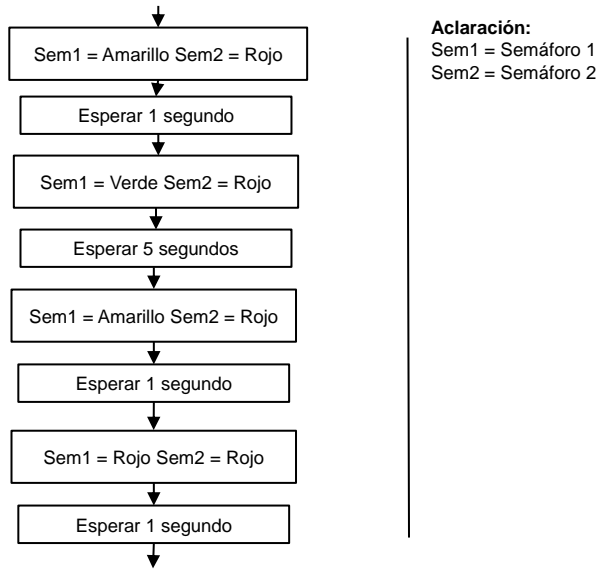 Sem1 = Amarillo Sem2 = Rojo
Esperar 1 segundo
Sem1 = Verde Sem2 = Rojo
Esperar 5 segundos
Sem1 = Amarillo Sem2 = Rojo
Esperar 1 segundo
Sem1 = Rojo Sem2 = Rojo
Esperar 1 segundo
Aclaración:
Sem1 = Semáforo 1
Sem2 = Semáforo 2